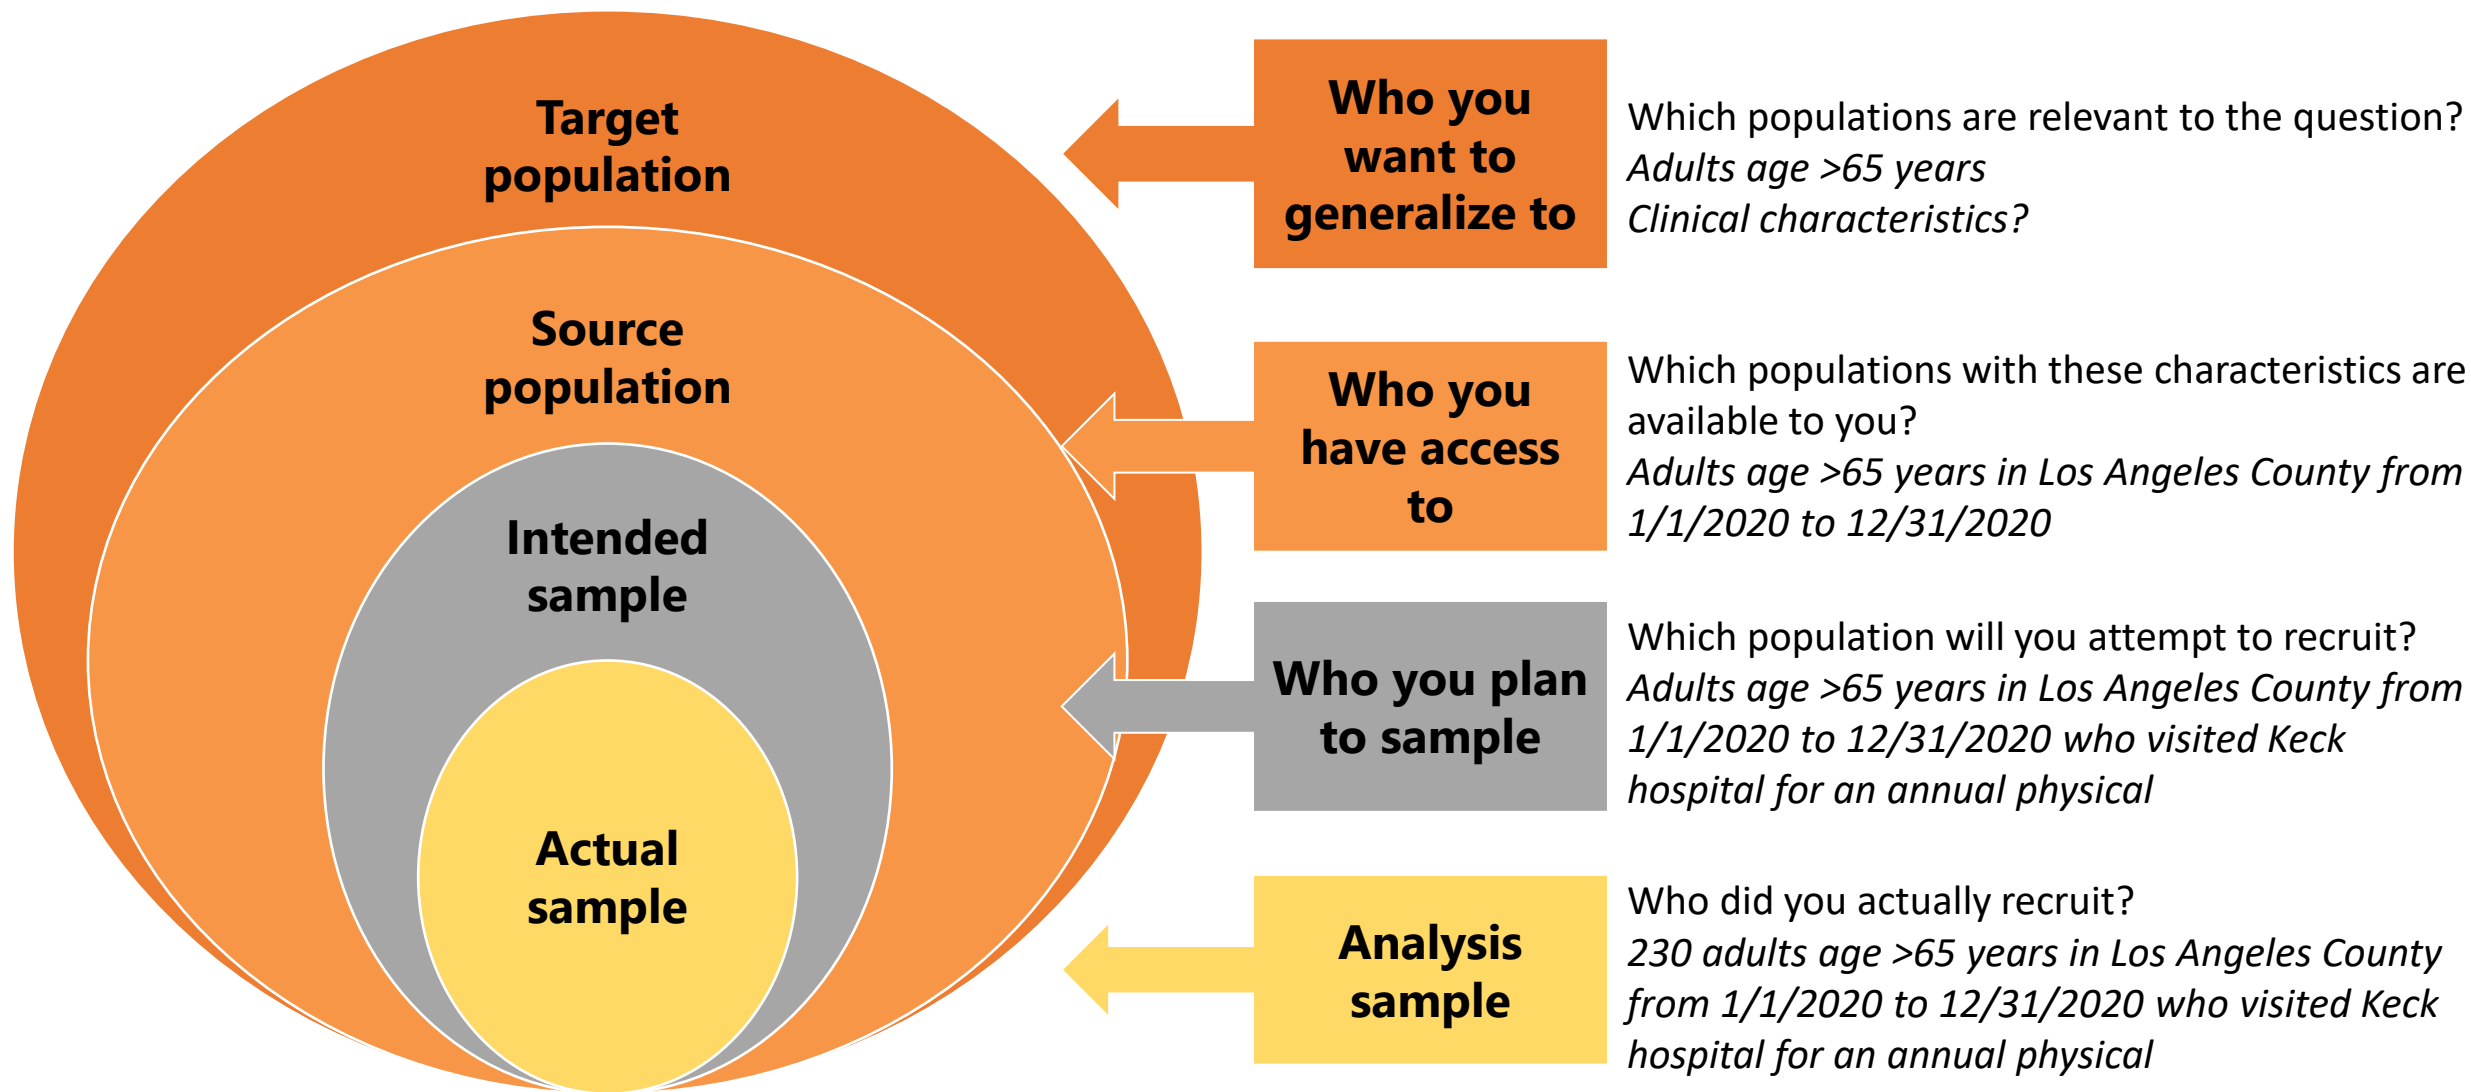 Target
population
Source
population
Intended
sample
Actual
sample
Who you
want to
generalize to
Which populations are relevant to the question?
Adults age >65 years
Clinical characteristics?
Who you
have access
to
Which populations with these characteristics are
available to you?
Adults age >65 years in Los Angeles County from
1/1/2020 to 12/31/2020
Who you plan
to sample
Which population will you attempt to recruit?
Adults age >65 years in Los Angeles County from
1/1/2020 to 12/31/2020 who visited Keck
hospital for an annual physical
Analysis
sample
Who did you actually recruit?
230 adults age >65 years in Los Angeles County
from 1/1/2020 to 12/31/2020 who visited Keck
hospital for an annual physical